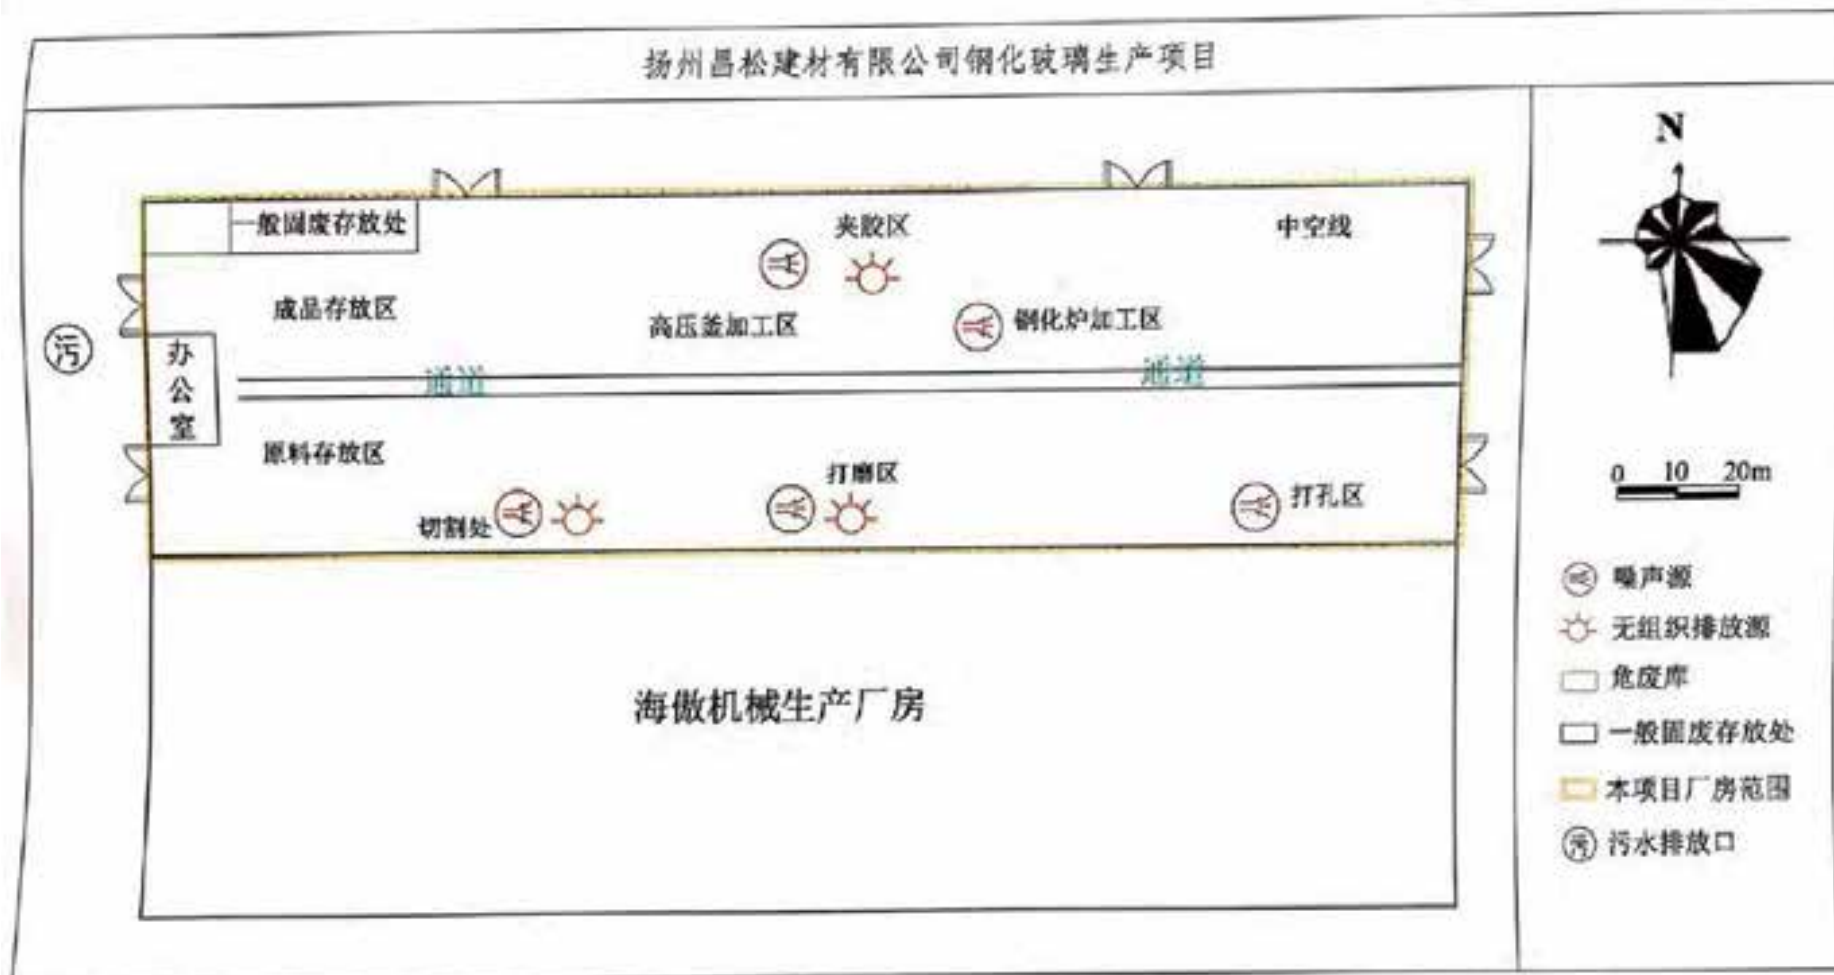 扬州昌松建材有限公司钢化玻璃生产项目
N
一般固废存放处
夹胶区
中空线
成品存放区
高压釜加工区
钢化炉加工区
污
办公室
通道
通道
原料存放区
打磨区
切割处
打孔区
0 10 20m
噪声源
无组织排放源
危废库
一般固废存放处
本项目厂房范围
污 污水排放口
海傲机械生产厂房